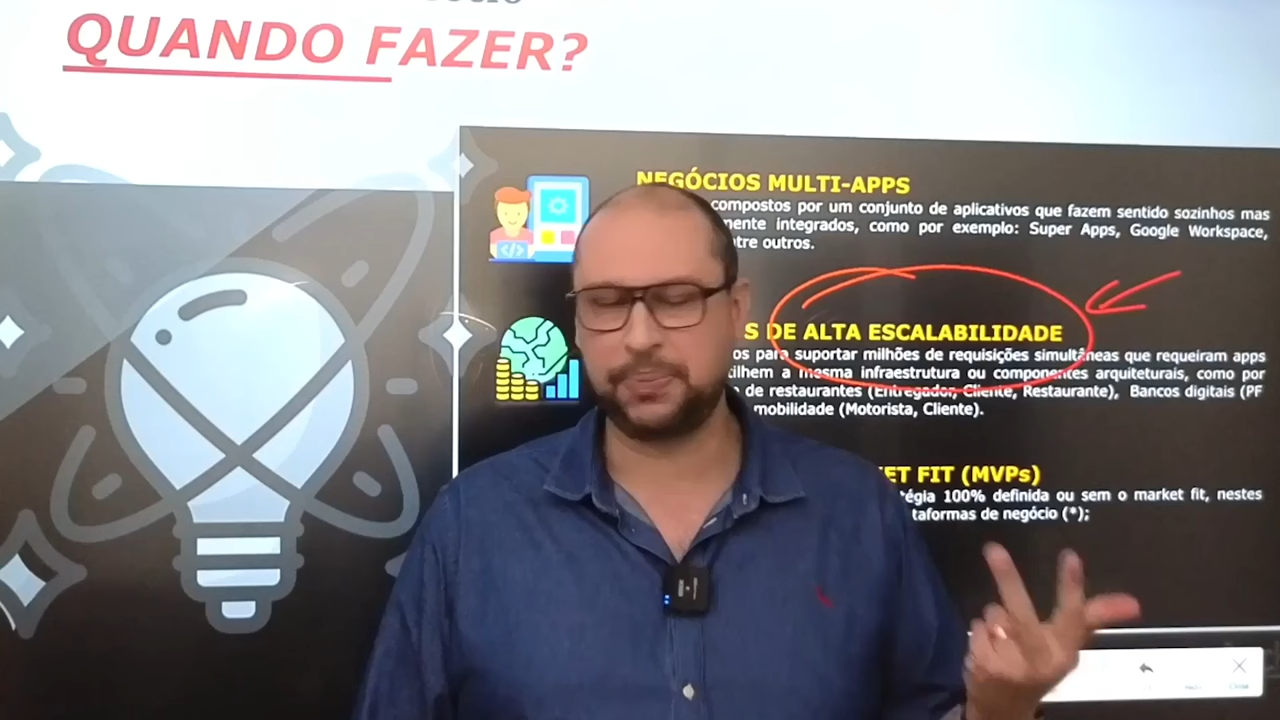 QUANDO FAZER?
NEGÓCIOS MULTI-APPS
compostos por um conjunto de aplicativos que fazem sentido sozinhos mas
mente integrados, como por exemplo: Super Apps, Google Workspace,
tre outros.
S DE ALTA ESCALABILIDADE
os para suportar milhões de requisições simultâneas que requeiram apps
tilhem a mesma infraestrutura ou componentes arquiteturais, como por
de restaurantes (Entregador, Cliente, Restaurante), Bancos digitais (PF
mobilidade (Motorista, Cliente).
ET FIT (MVPs)
tégia 100% definida ou sem o market fit, nestes
taformas de negócio (*);
Close